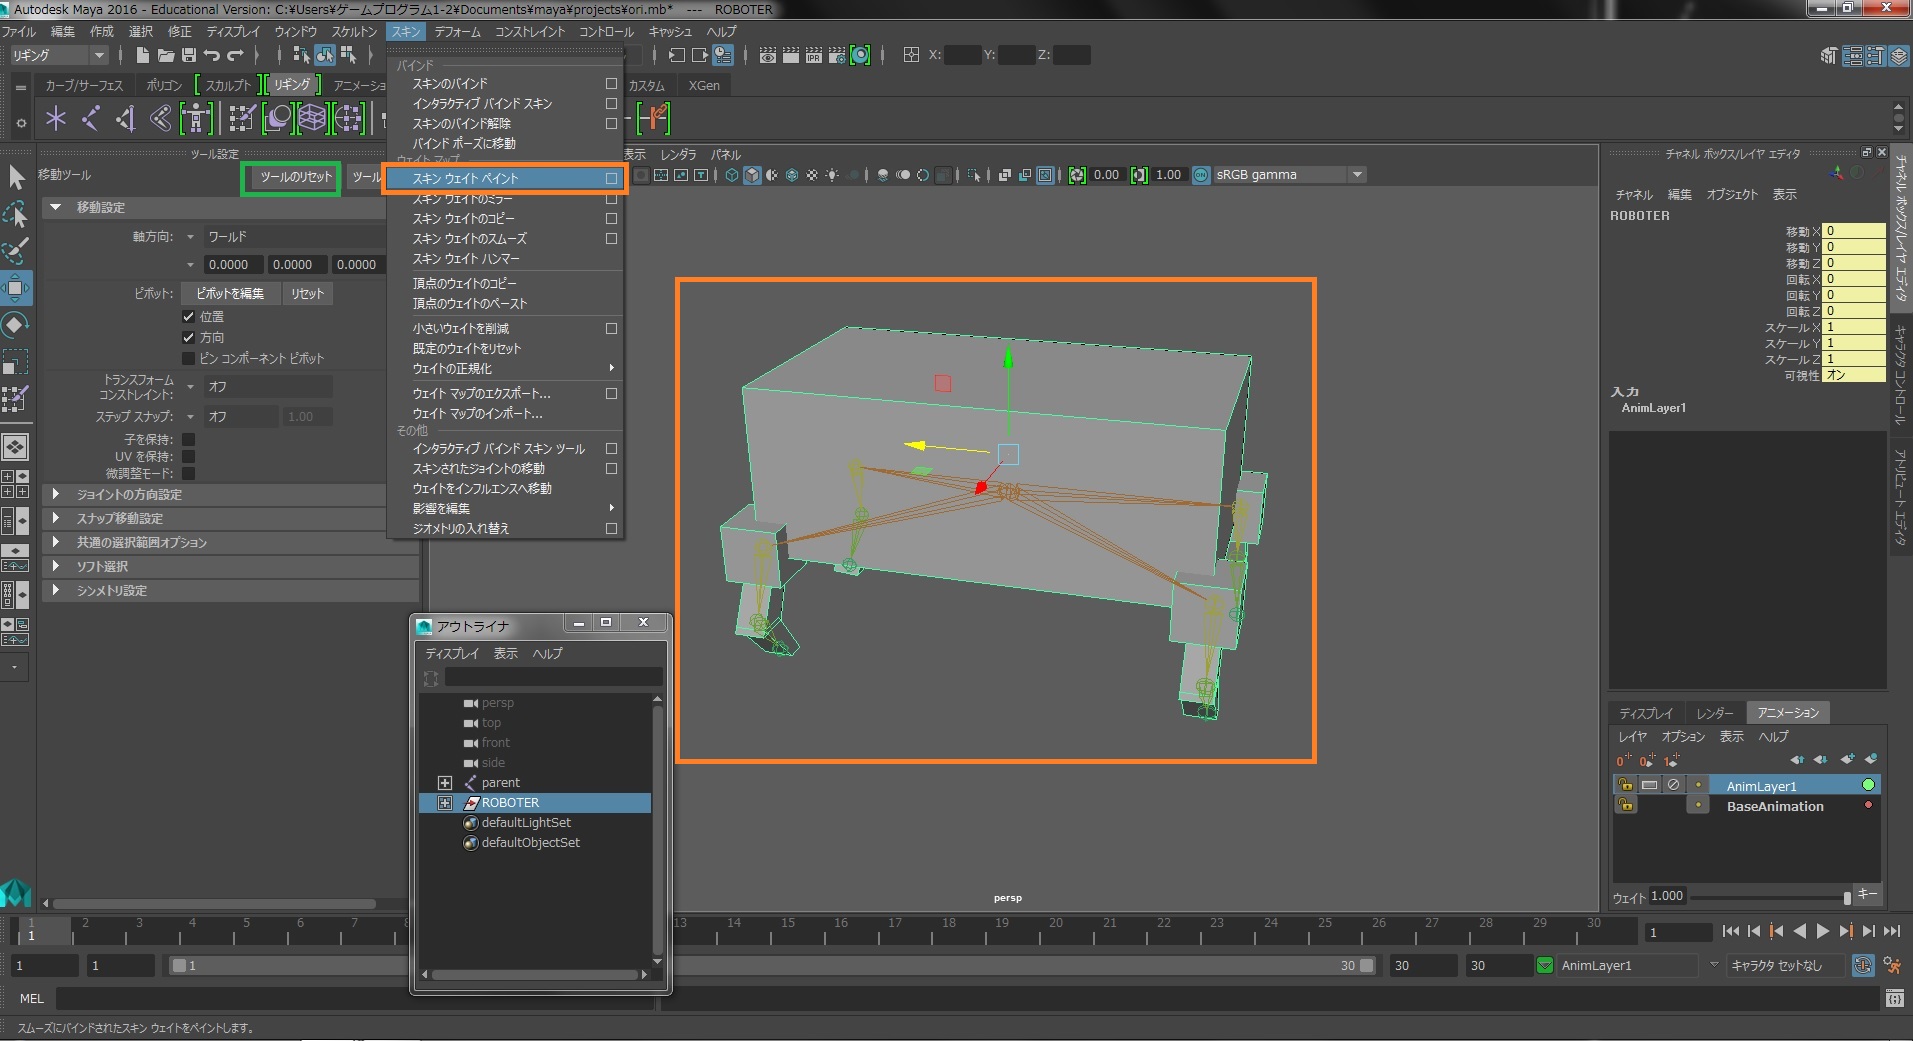 Autodesk Maya 2016 - Educational Version: C:¥Users¥ゲームプログラム1-2¥Documents¥maya¥projects¥ori.mb*   ---   ROBOTER
ファイル 編集 作成 選択 修正 ディスプレイ ウィンドウ スケルトン スキン デフォーム コンストレイント コントロール キャッシュ ヘルプ
リギング X: Y: Z:
カーブ/サーフェス ポリゴン スカルプト リギング アニメーショ カスタム XGen
バインド
スキンのバインド
インタラクティブ バインド スキン
スキンのバインド解除
バインド ポーズに移動
ウェイト マップ
スキン ウェイト ペイント
スキン ウェイトのミラー
スキン ウェイトのコピー
スキン ウェイトのスムーズ
スキン ウェイト ハンマー
頂点のウェイトのコピー
頂点のウェイトのペースト
小さいウェイトを削減
既定のウェイトをリセット
ウェイトの正規化
ウェイト マップのエクスポート...
ウェイト マップのインポート...
その他
インタラクティブ バインド スキン ツール
スキンされたジョイントの移動
ウェイトをインフルエンスへ移動
影響を編集
ジオメトリの入れ替え
ツール設定
移動ツール ツールのリセット ツール
移動設定
軸方向: ワールド
0.0000 0.0000 0.0000
ピボット: ピボットを編集 リセット
位置
方向
ピン コンポーネント ピボット
トランスフォーム
コンストレイント: オフ
ステップ スナップ: オフ 1.00
子を保持:
UV を保持:
微調整モード:
ジョイントの方向設定
スナップ移動設定
共通の選択範囲オプション
ソフト選択
シンメトリ設定
表示 レンダラ パネル
0.00 1.00 ON sRGB gamma
persp
アウトライナ
ディスプレイ 表示 ヘルプ
persp
top
front
side
parent
ROBOTER
defaultLightSet
defaultObjectSet
チャネル ボックス/レイヤ エディタ
チャネル 編集 オブジェクト 表示
ROBOTER
移動 X 0
移動 Y 0
移動 Z 0
回転 X 0
回転 Y 0
回転 Z 0
スケール X 1
スケール Y 1
スケール Z 1
可視性 オン
入力
AnimLayer1
チャネル ボックス/レイヤ エディタ
キャラクタ コントロール
アトリビュート エディタ
ディスプレイ レンダー アニメーション
レイヤ オプション 表示 ヘルプ
AnimLayer1
BaseAnimation
ウェイト 1.000 キー
1 2 3 4 5 6 7 8 13 14 15 16 17 18 19 20 21 22 23 24 25 26 27 28 29 30
1 1
1 1 1 30 30 30 AnimLayer1 キャラクタ セットなし
MEL
スムーズにバインドされたスキン ウェイトをペイントします。